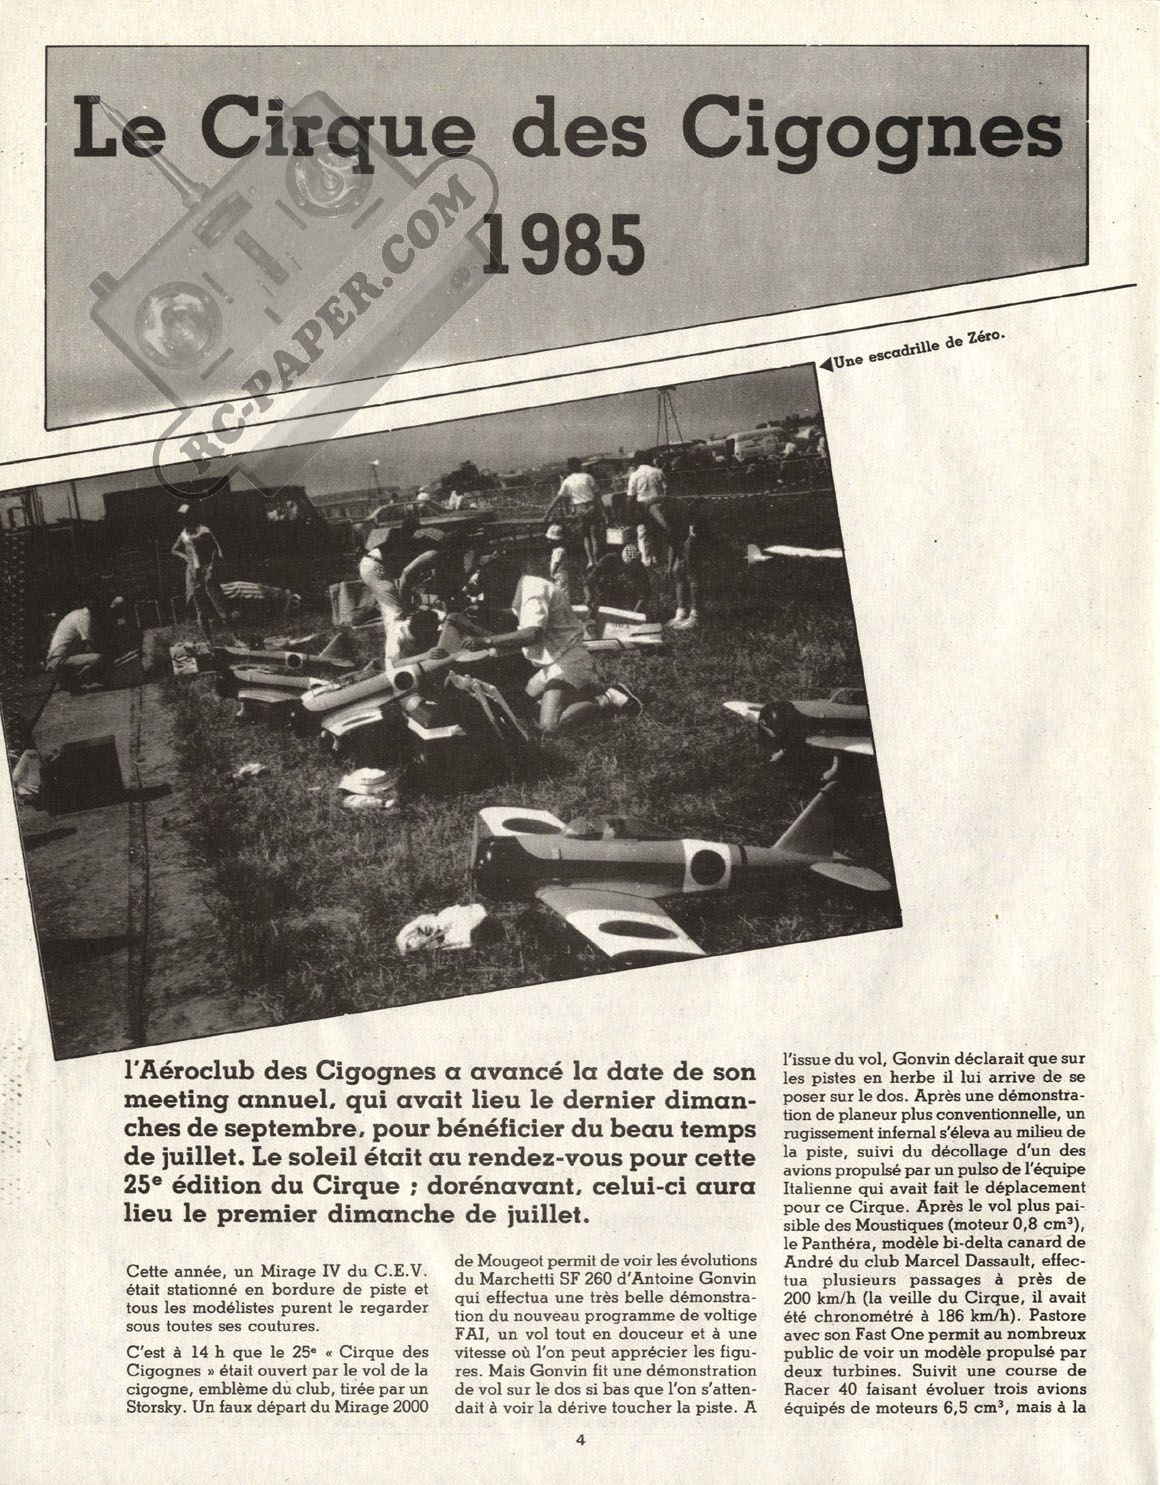 Le Cirque des Cigognes
1985
RC-PAPER.COM
Une escadrille de Zéro.
l'Aéroclub des Cigognes a avancé la date de son
meeting annuel, qui avait lieu le dernier diman-
ches de septembre, pour bénéficier du beau temps
de juillet. Le soleil était au rendez-vous pour cette
25e édition du Cirque ; dorénavant, celui-ci aura
lieu le premier dimanche de juillet.
Cette année, un Mirage IV du C.E.V.
était stationné en bordure de piste et
tous les modélistes purent le regarder
sous toutes ses coutures.
C'est à 14 h que le 25e « Cirque des
Cigognes » était ouvert par le vol de la
cigogne, emblème du club, tirée par un
Storsky. Un faux départ du Mirage 2000
de Mougeot permit de voir les évolutions
du Marchetti SF 260 d'Antoine Gonvin
qui effectua une très belle démonstra-
tion du nouveau programme de voltige
FAI, un vol tout en douceur et à une
vitesse où l'on peut apprécier les figu-
res. Mais Gonvin fit une démonstration
de vol sur le dos si bas que l'on s'atten-
dait à voir la dérive toucher la piste. A
l'issue du vol, Gonvin déclarait que sur
les pistes en herbe il lui arrive de se
poser sur le dos. Après une démonstra-
tion de planeur plus conventionnelle, un
rugissement infernal s'éleva au milieu de
la piste, suivi du décollage d'un des
avions propulsé par un pulso de l'équipe
Italienne qui avait fait le déplacement
pour ce Cirque. Après le vol plus pai-
sible des Moustiques (moteur 0,8 cm³),
le Panthéra, modèle bi-delta canard de
André du club Marcel Dassault, effec-
tua plusieurs passages à près de
200 km/h (la veille du Cirque, il avait
été chronométré à 186 km/h). Pastore
avec son Fast One permit au nombreux
public de voir un modèle propulsé par
deux turbines. Suivit une course de
Racer 40 faisant évoluer trois avions
équipés de moteurs 6,5 cm³, mais à la
4